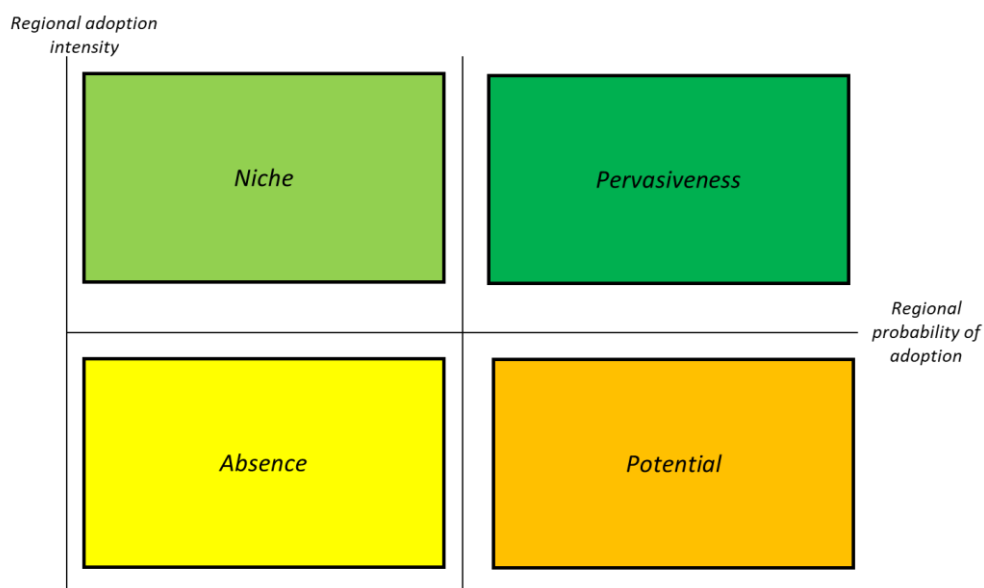 Regional adoption
intensity
Niche
Pervasiveness
Regional
probability of
adoption
Absence
Potential